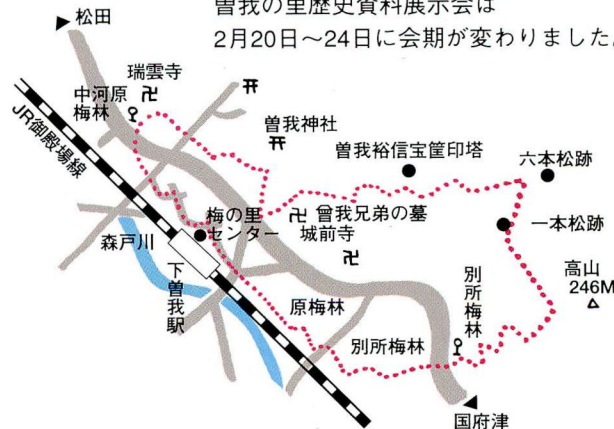 曽我の里歴史資料展示会は
2月20日～24日に会期が変わりました。
松田
瑞雲寺
中河原
梅林
JR御殿場線
曽我神社
曽我祐信宝筐印塔
六本松跡
梅の里
センター
曽我兄弟の墓
城前寺
一本松跡
森戸川
下曽我駅
高山
246M
原梅林
別所梅林
別所梅林
国府津